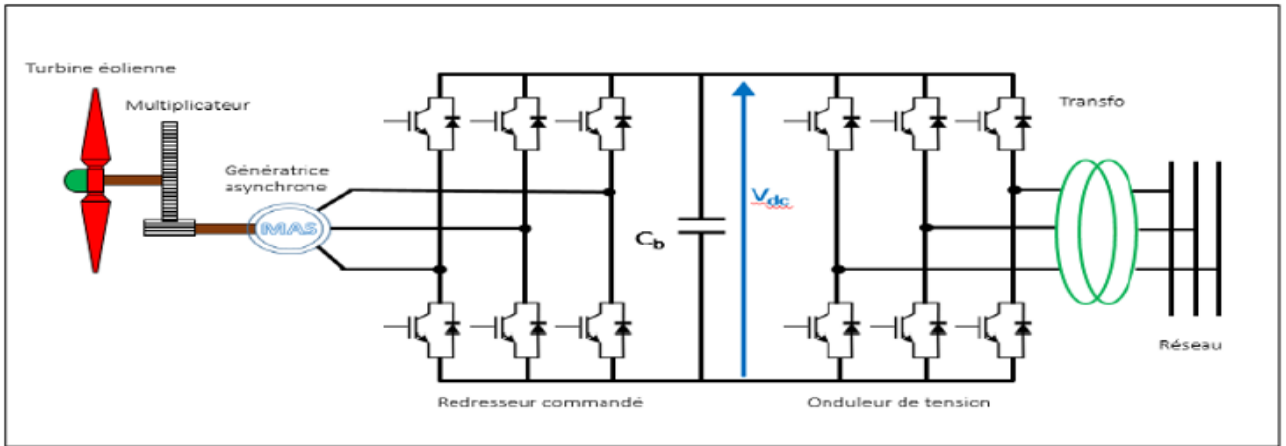 Turbine éolienne
Multiplicateur
Transfo
Génératrice
asynchrone
MAS
Vdc
Cb
Réseau
Redresseur commandé
Onduleur de tension